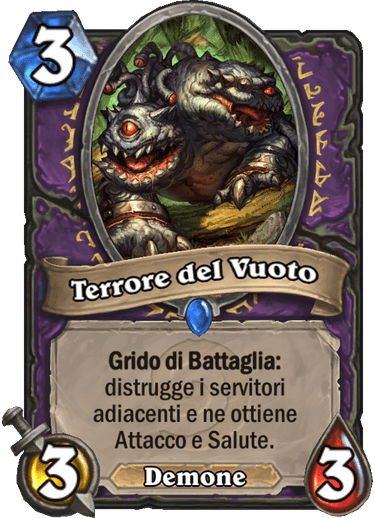 3
Terrore del Vuoto
Grido di Battaglia:
distrugge i servitori
adiacenti e ne ottiene
Attacco e Salute.
3
Demone
3